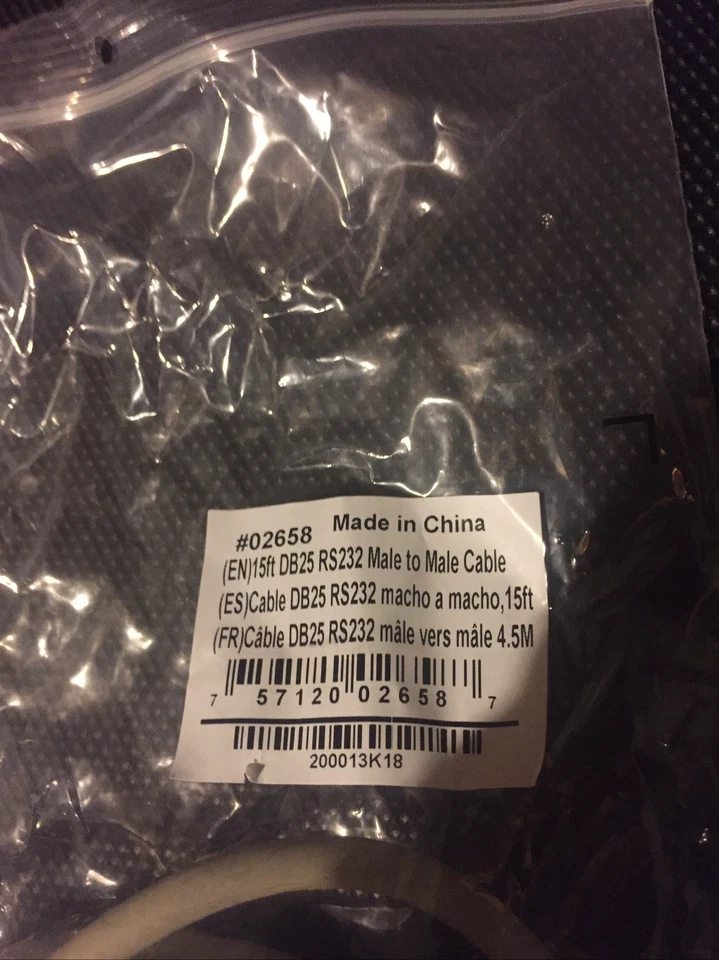 #02658 Made in China
(EN)15ft DB25 RS232 Male to Male Cable
(ES)Cable DB25 RS232 macho a macho,15ft
(FR)Câble DB25 RS232 mâle vers mâle 4.5M
7 57120 02658 7
200013K18